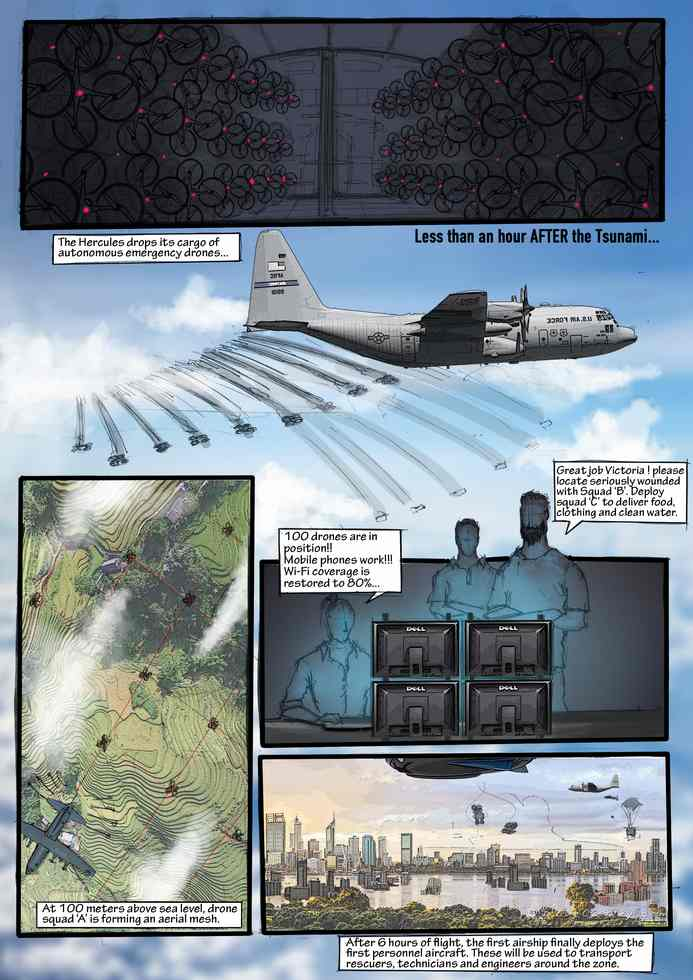 Less than an hour AFTER the Tsunami...
The Hercules drops its cargo of
autonomous emergency drones...
U.S. AIR FORCE
Great job Victoria ! please
locate seriously wounded
with Squad 'B'. Deploy
squad 'C' to deliver food,
clothing and clean water.
100 drones are in
position!!
Mobile phones work!!!
Wi-Fi coverage is
restored to 80%...
DELL
DELL
DELL
DELL
At 100 meters above sea level, drone
squad 'A' is forming an aerial mesh.
After 6 hours of flight, the first airship finally deploys the
first personnel aircraft. These will be used to transport
rescuers, technicians and engineers around the zone.